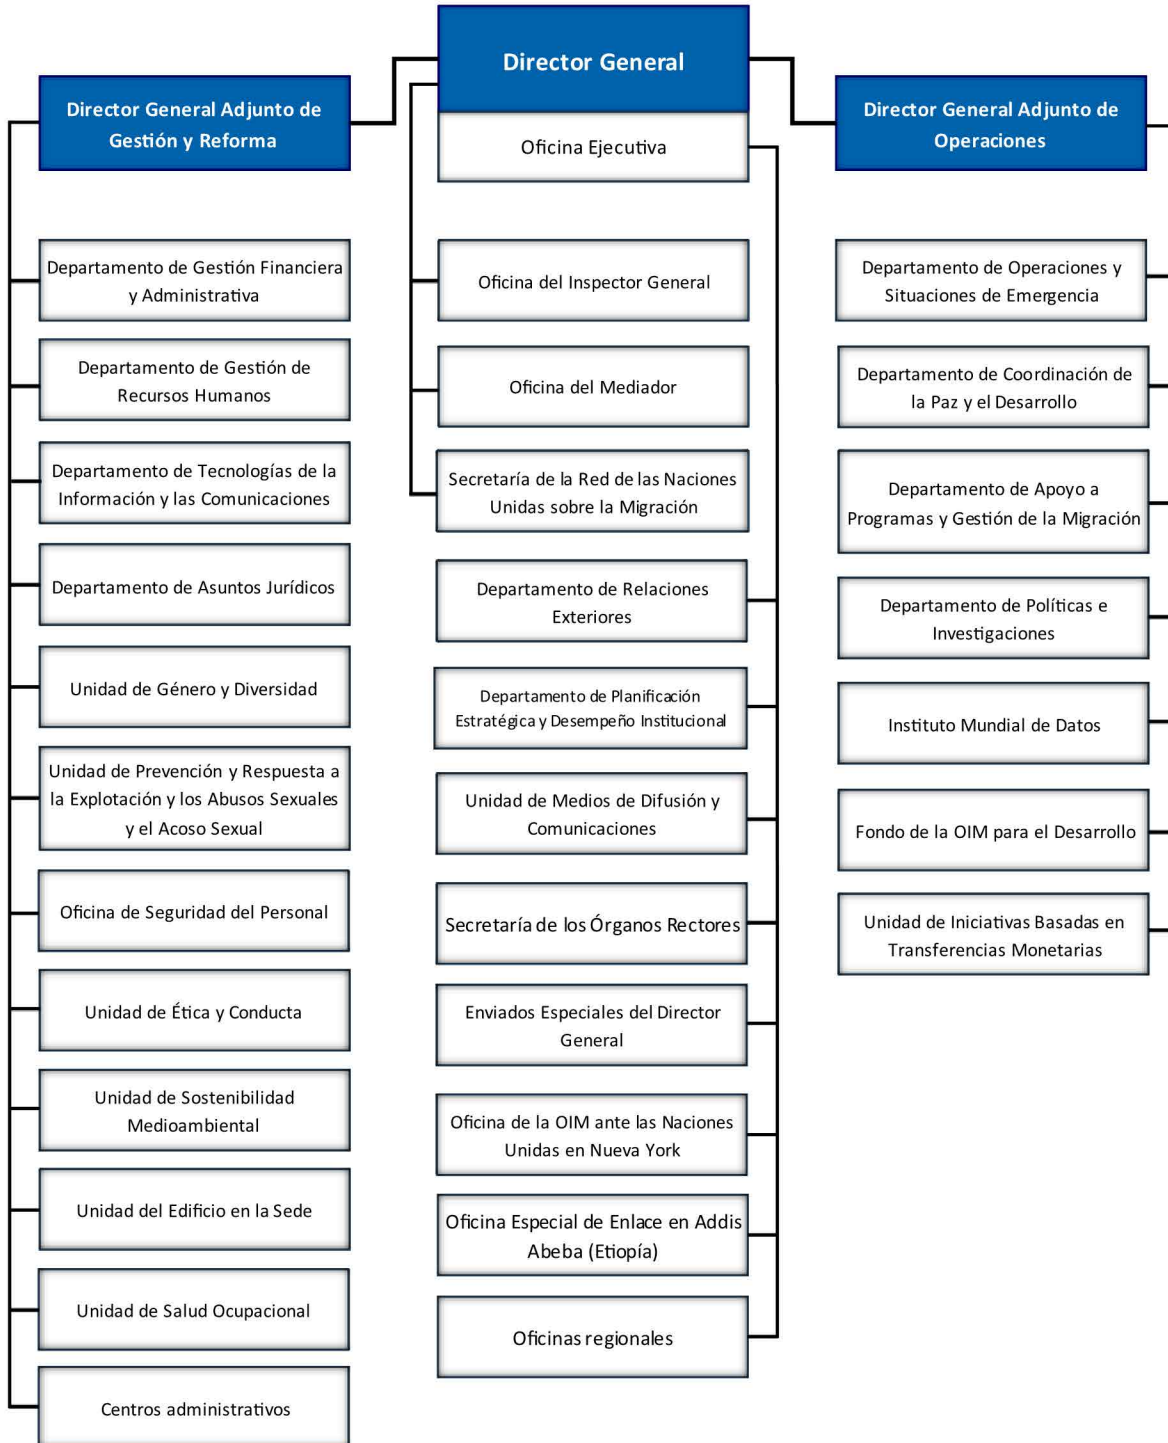 Director General
Oficina Ejecutiva
Director General Adjunto de
Gestión y Reforma
Departamento de Gestión Financiera
y Administrativa
Departamento de Gestión de
Recursos Humanos
Departamento de Tecnologías de la
Información y las Comunicaciones
Departamento de Asuntos Jurídicos
Unidad de Género y Diversidad
Unidad de Prevención y Respuesta a
la Explotación y los Abusos Sexuales
y el Acoso Sexual
Oficina de Seguridad del Personal
Unidad de Ética y Conducta
Unidad de Sostenibilidad
Medioambiental
Unidad del Edificio en la Sede
Unidad de Salud Ocupacional
Centros administrativos
Oficina del Inspector General
Oficina del Mediador
Secretaría de la Red de las Naciones
Unidas sobre la Migración
Departamento de Relaciones
Exteriores
Departamento de Planificación
Estratégica y Desempeño Institucional
Unidad de Medios de Difusión y
Comunicaciones
Secretaría de los Órganos Rectores
Enviados Especiales del Director
General
Oficina de la OIM ante las Naciones
Unidas en Nueva York
Oficina Especial de Enlace en Addis
Abeba (Etiopía)
Oficinas regionales
Director General Adjunto de
Operaciones
Departamento de Operaciones y
Situaciones de Emergencia
Departamento de Coordinación de
la Paz y el Desarrollo
Departamento de Apoyo a
Programas y Gestión de la Migración
Departamento de Políticas e
Investigaciones
Instituto Mundial de Datos
Fondo de la OIM para el Desarrollo
Unidad de Iniciativas Basadas en
Transferencias Monetarias